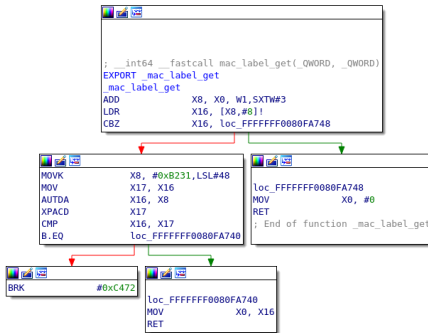 ; __int64 __fastcall mac_label_get(_QWORD, _QWORD)
EXPORT _mac_label_get
_mac_label_get
ADD X8, X0, W1,SXTW#3
LDR X16, [X8,#8]!
CBZ X16, loc_FFFFFFF0080FA748
MOVK X8, #0xB231,LSL#48
MOV X17, X16
AUTDA X16, X8
XPACD X17
CMP X16, X17
B.EQ loc_FFFFFFF0080FA740
loc_FFFFFFF0080FA748
MOV X0, #0
RET
; End of function _mac_label_get
BRK #0xC472
loc_FFFFFFF0080FA740
MOV X0, X16
RET